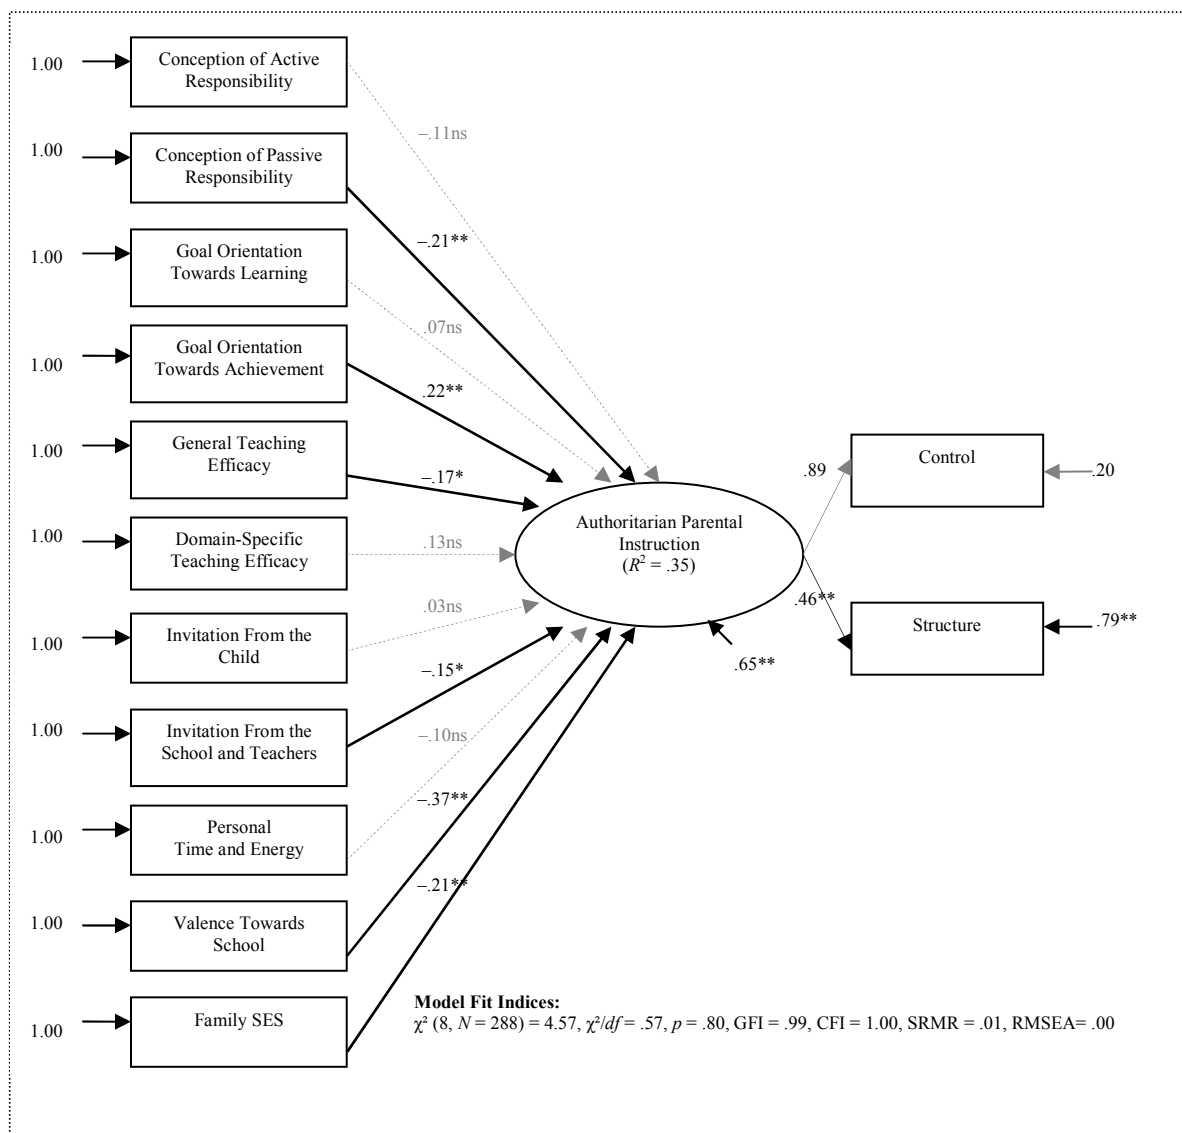 1.00
Conception of Active
Responsibility
–.11ns
1.00
Conception of Passive
Responsibility
–.21**
1.00
Goal Orientation
Towards Learning
.07ns
1.00
Goal Orientation
Towards Achievement
.22**
1.00
General Teaching
Efficacy
–.17*
1.00
Domain-Specific
Teaching Efficacy
.13ns
1.00
Invitation From the
Child
.03ns
1.00
Invitation From the
School and Teachers
–.15*
1.00
Personal
Time and Energy
–.10ns
1.00
Valence Towards
School
–.37**
1.00
Family SES
–.21**
Authoritarian Parental
Instruction
(R² = .35)
.65**
.89
Control
.20
.46**
Structure
.79**
Model Fit Indices:
χ² (8, N = 288) = 4.57, χ²/df = .57, p = .80, GFI = .99, CFI = 1.00, SRMR = .01, RMSEA= .00